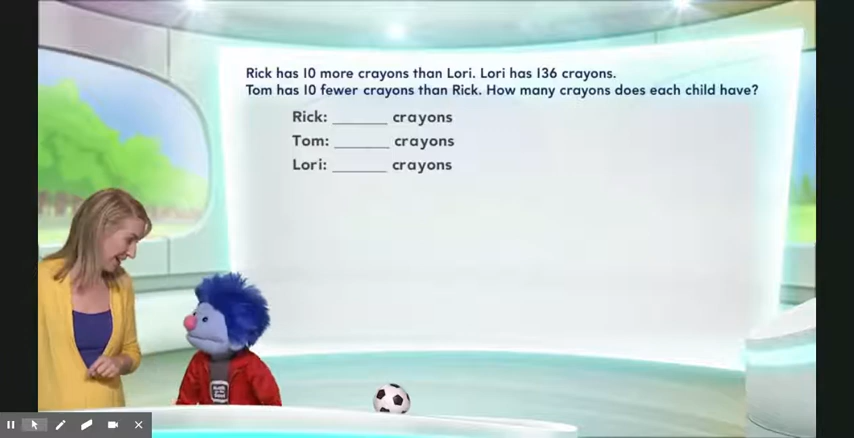 Rick has 10 more crayons than Lori. Lori has 136 crayons.
Tom has 10 fewer crayons than Rick. How many crayons does each child have?
Rick: _______ crayons
Tom: _______ crayons
Lori: _______ crayons